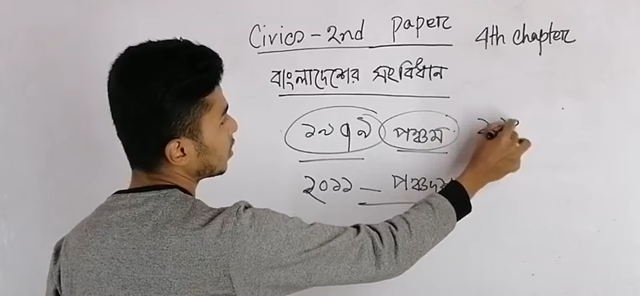 Civics - 2nd Paper 4th chapter
বাংলাদেশের সংবিধান
১৯৭৯ পঞ্চম
২০১১ - পঞ্চদশ